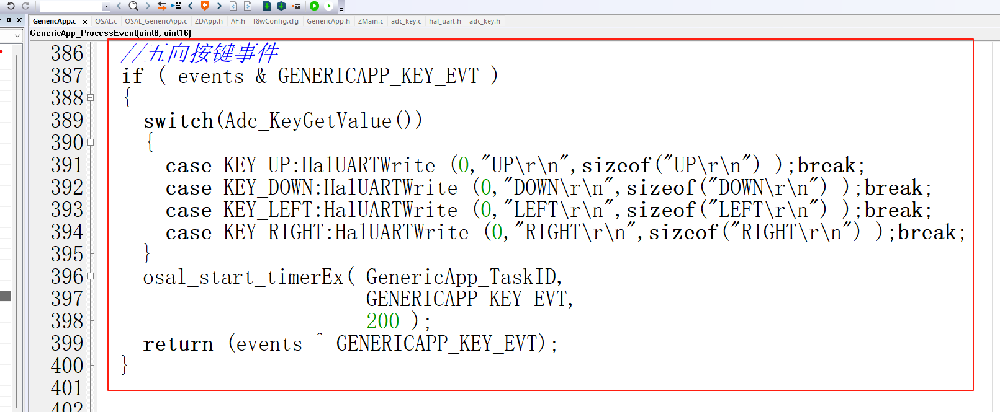 GenericApp.c OSAL.c OSAL_GenericApp.c ZDApp.h AF.h f8wConfig.cfg GenericApp.h ZMain.c adc_key.c hal_uart.h adc_key.h
GenericApp_ProcessEvent(uint8, uint16)
386 //五向按键事件
387 if ( events & GENERICAPP_KEY_EVT )
388 {
389 switch(Adc_KeyGetValue())
390 {
391 case KEY_UP:HalUARTWrite (0,"UP\r\n",sizeof("UP\r\n") );break;
392 case KEY_DOWN:HalUARTWrite (0,"DOWN\r\n",sizeof("DOWN\r\n") );break;
393 case KEY_LEFT:HalUARTWrite (0,"LEFT\r\n",sizeof("LEFT\r\n") );break;
394 case KEY_RIGHT:HalUARTWrite (0,"RIGHT\r\n",sizeof("RIGHT\r\n") );break;
395 }
396 osal_start_timerEx( GenericApp_TaskID,
397 GENERICAPP_KEY_EVT,
398 200 );
399 return (events ^ GENERICAPP_KEY_EVT);
400 }
401
402